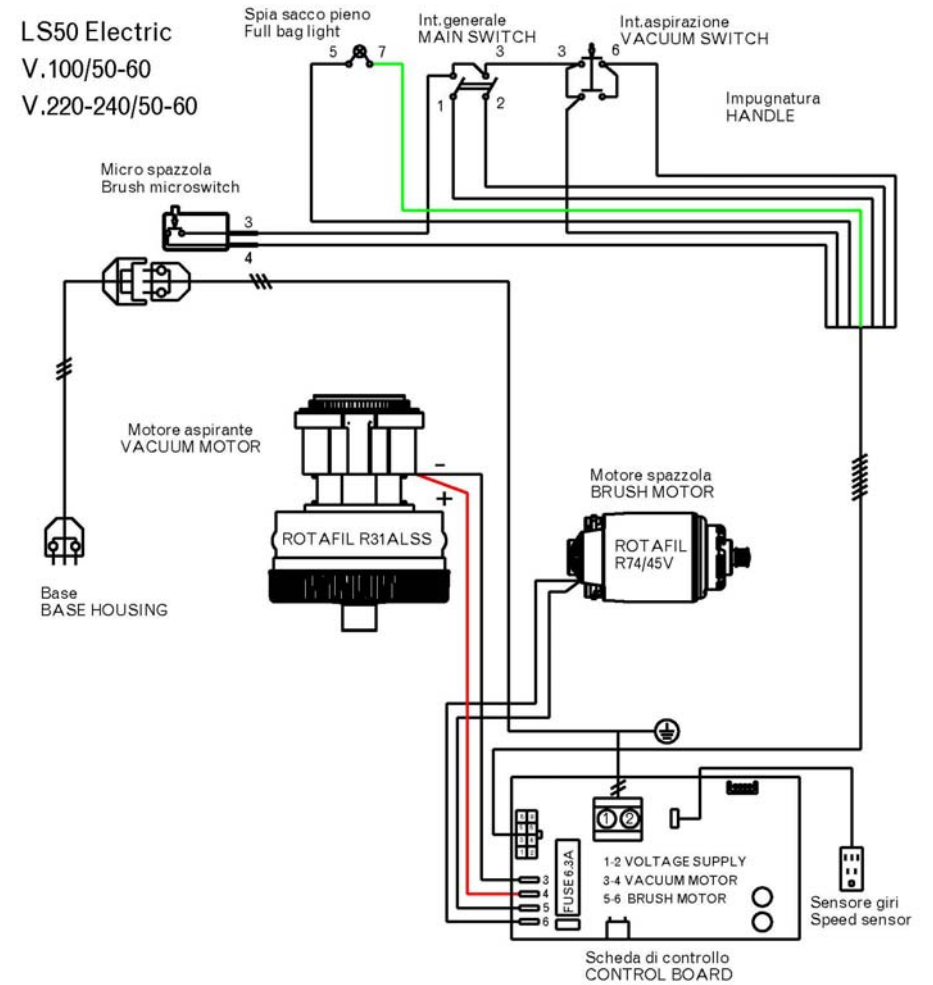 LS50 Electric
V.100/50-60
V.220-240/50-60
Spia sacco pieno
Full bag light
5
7
Int.generale
MAIN SWITCH
3
1
2
Int.aspirazione
VACUUM SWITCH
3
6
Impugnatura
HANDLE
Micro spazzola
Brush microswitch
3
4
Motore aspirante
VACUUM MOTOR
-
+
ROTAFIL R31ALSS
Motore spazzola
BRUSH MOTOR
ROTAFIL
R74/45V
Base
BASE HOUSING
1 2
FUSE 6.3A
1-2 VOLTAGE SUPPLY
3-4 VACUUM MOTOR
5-6 BRUSH MOTOR
3
4
5
6
Sensore giri
Speed sensor
Scheda di controllo
CONTROL BOARD